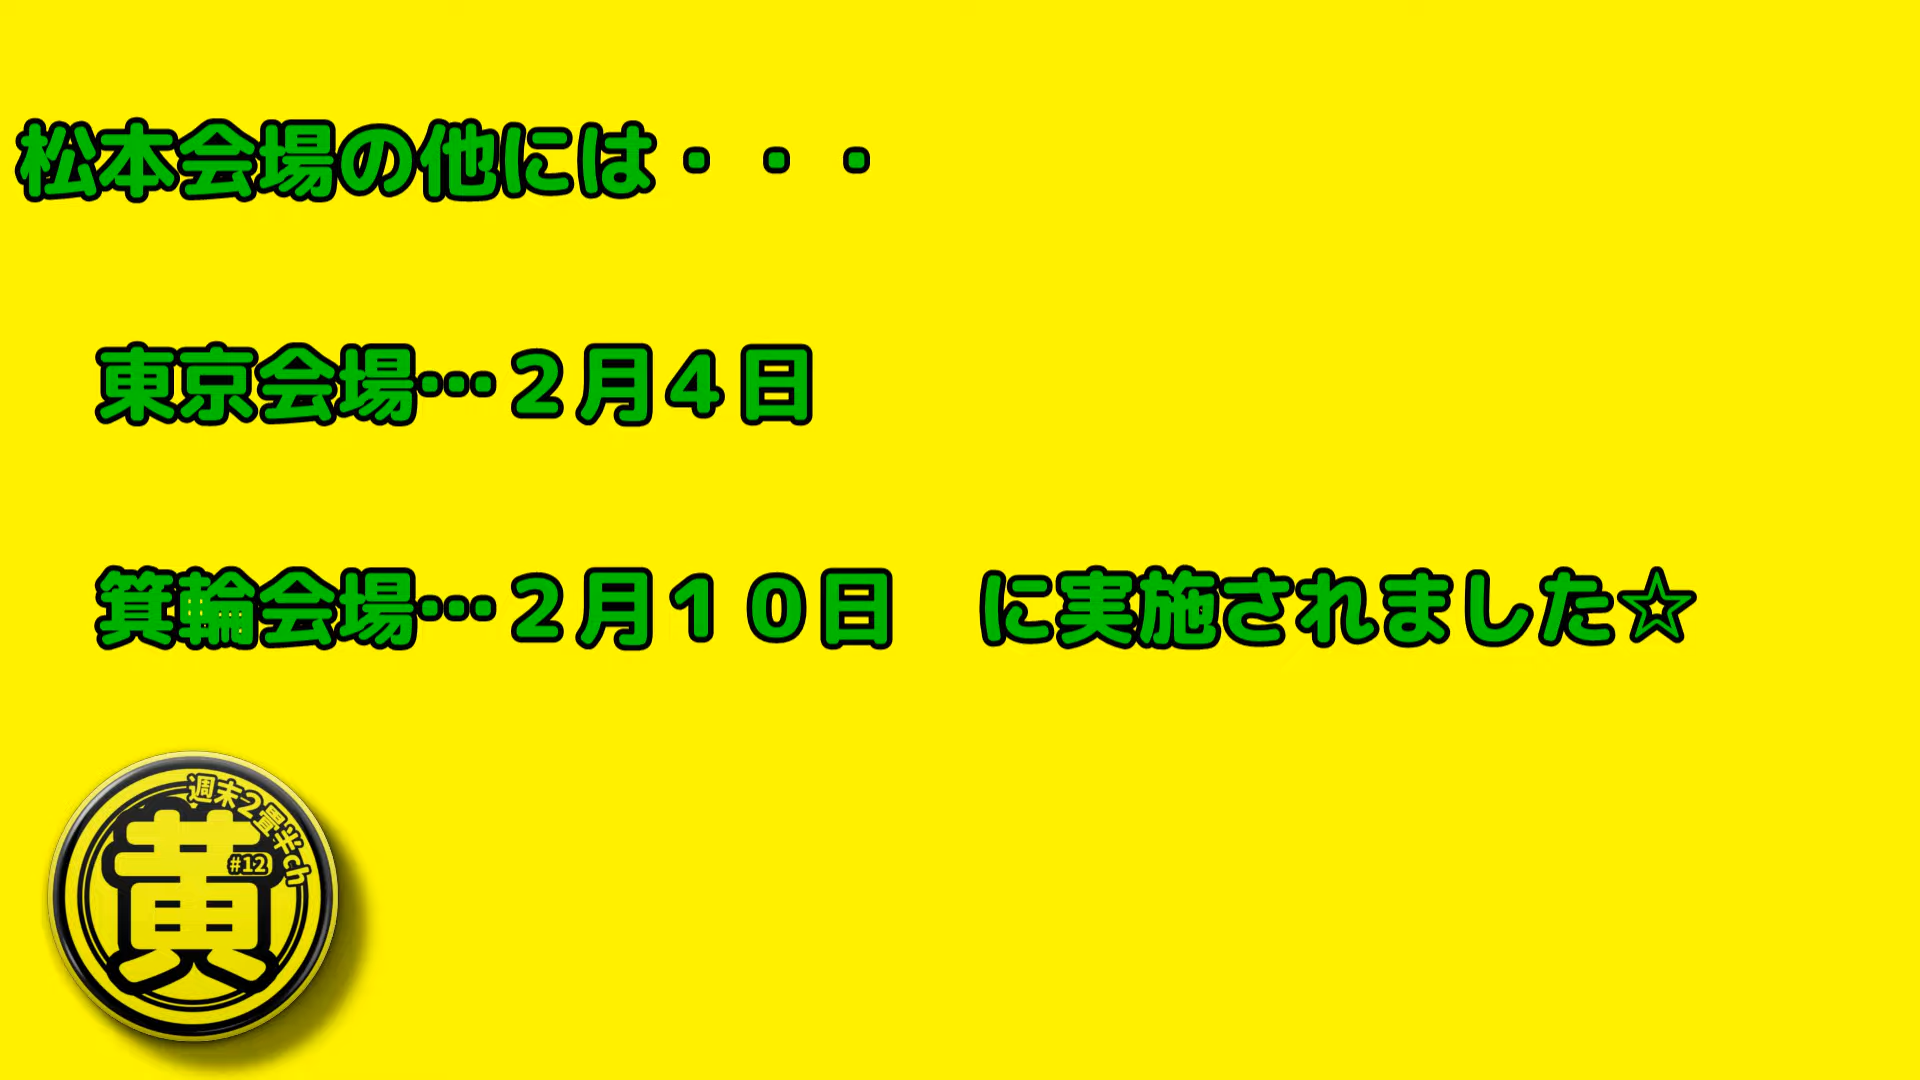 松本会場の他には・・・
東京会場…２月４日
箕輪会場…２月１０日　に実施されました☆
週末2畳半ch
黄
#12